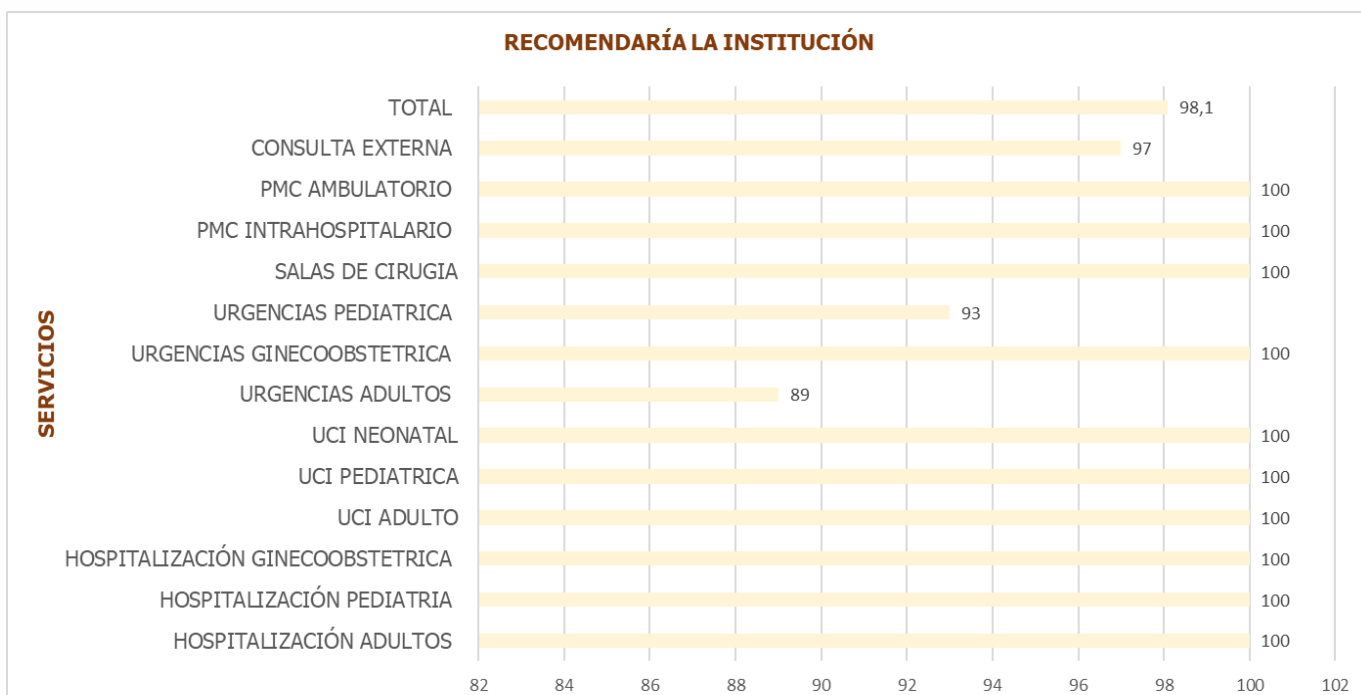 RECOMENDARÍA LA INSTITUCIÓN
SERVICIOS
TOTAL 98,1
CONSULTA EXTERNA 97
PMC AMBULATORIO 100
PMC INTRAHOSPITALARIO 100
SALAS DE CIRUGIA 100
URGENCIAS PEDIATRICA 93
URGENCIAS GINECOOBSTETRICA 100
URGENCIAS ADULTOS 89
UCI NEONATAL 100
UCI PEDIATRICA 100
UCI ADULTO 100
HOSPITALIZACIÓN GINECOOBSTETRICA 100
HOSPITALIZACIÓN PEDIATRIA 100
HOSPITALIZACIÓN ADULTOS 100
82 84 86 88 90 92 94 96 98 100 102